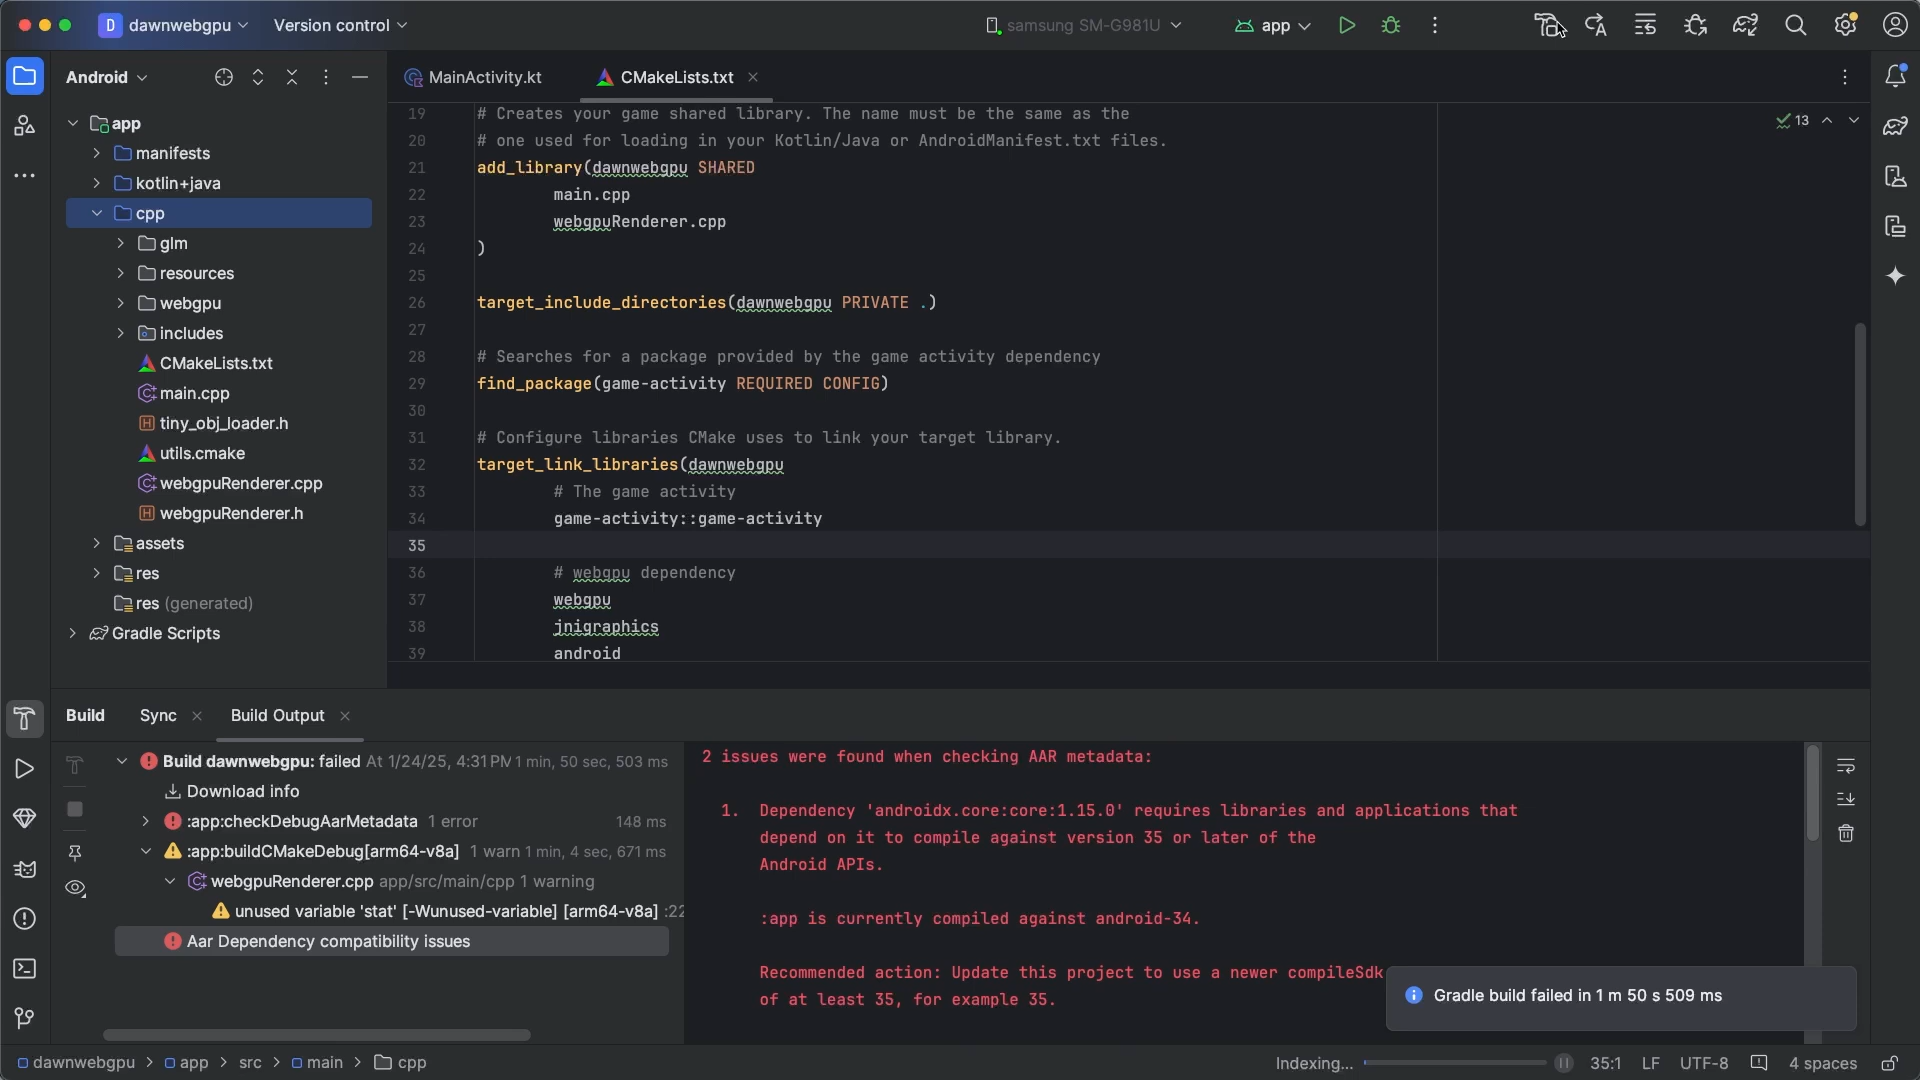 D dawnwebgpu Version control samsung SM-G981U app
Android
app
manifests
kotlin+java
cpp
glm
resources
webgpu
includes
CMakeLists.txt
main.cpp
tiny_obj_loader.h
utils.cmake
webgpuRenderer.cpp
webgpuRenderer.h
assets
res
res (generated)
Gradle Scripts
MainActivity.kt CMakeLists.txt
13
19 # Creates your game shared library. The name must be the same as the
20 # one used for loading in your Kotlin/Java or AndroidManifest.txt files.
21 add_library(dawnwebgpu SHARED
22 main.cpp
23 webgpuRenderer.cpp
24 )
25
26 target_include_directories(dawnwebgpu PRIVATE .)
27
28 # Searches for a package provided by the game activity dependency
29 find_package(game-activity REQUIRED CONFIG)
30
31 # Configure libraries CMake uses to link your target library.
32 target_link_libraries(dawnwebgpu
33 # The game activity
34 game-activity::game-activity
35
36 # webgpu dependency
37 webgpu
38 jnigraphics
39 android
Build Sync Build Output
Build dawnwebgpu: failed At 1/24/25, 4:31 PM 1 min, 50 sec, 503 ms
Download info
:app:checkDebugAarMetadata 1 error 148 ms
:app:buildCMakeDebug[arm64-v8a] 1 warn 1 min, 4 sec, 671 ms
webgpuRenderer.cpp app/src/main/cpp 1 warning
unused variable 'stat' [-Wunused-variable] [arm64-v8a] :22
Aar Dependency compatibility issues
2 issues were found when checking AAR metadata:
1. Dependency 'androidx.core:core:1.15.0' requires libraries and applications that
depend on it to compile against version 35 or later of the
Android APIs.
:app is currently compiled against android-34.
Recommended action: Update this project to use a newer compileSdk
of at least 35, for example 35.
Gradle build failed in 1 m 50 s 509 ms
dawnwebgpu > app > src > main > cpp
Indexing... 35:1 LF UTF-8 4 spaces